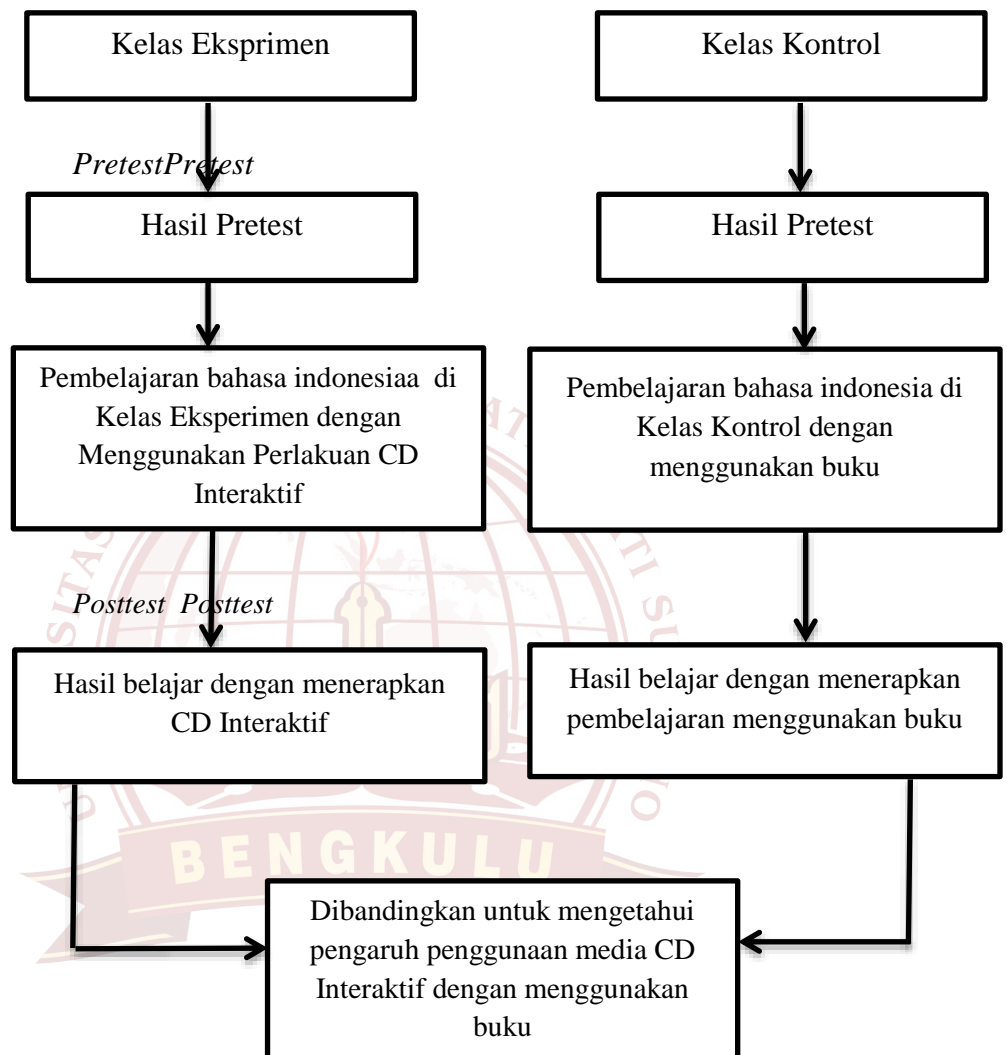 Kelas Eksprimen
Kelas Kontrol
PretestPretest
Hasil Pretest
Hasil Pretest
Pembelajaran bahasa indonesiaa di
Kelas Eksperimen dengan
Menggunakan Perlakuan CD
Interaktif
Pembelajaran bahasa indonesia di
Kelas Kontrol dengan
menggunakan buku
Posttest Posttest
Hasil belajar dengan menerapkan
CD Interaktif
Hasil belajar dengan menerapkan
pembelajaran menggunakan buku
BENGKULU
Dibandingkan untuk mengetahui
pengaruh penggunaan media CD
Interaktif dengan menggunakan
buku